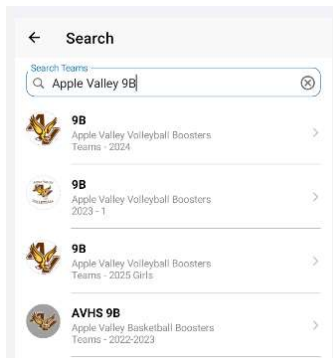 Search
Search Teams
Apple Valley 9B
9B
Apple Valley Volleyball Boosters
Teams - 2024
9B
Apple Valley Volleyball Boosters
2023 - 1
9B
Apple Valley Volleyball Boosters
Teams - 2025 Girls
AVHS 9B
Apple Valley Basketball Boosters
Teams - 2022-2023